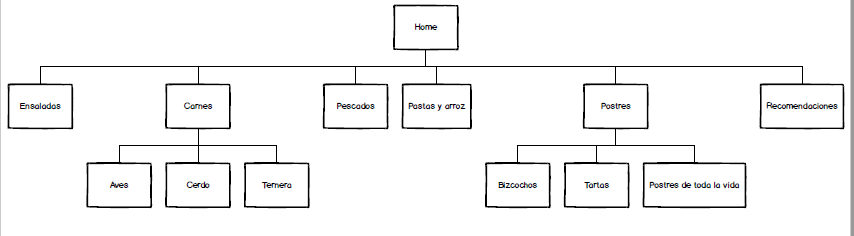 Home
Ensaladas
Carnes
Pescados
Pastas y arroz
Postres
Recomendaciones
Aves
Cerdo
Ternera
Bizcochos
Tartas
Postres de toda la vida